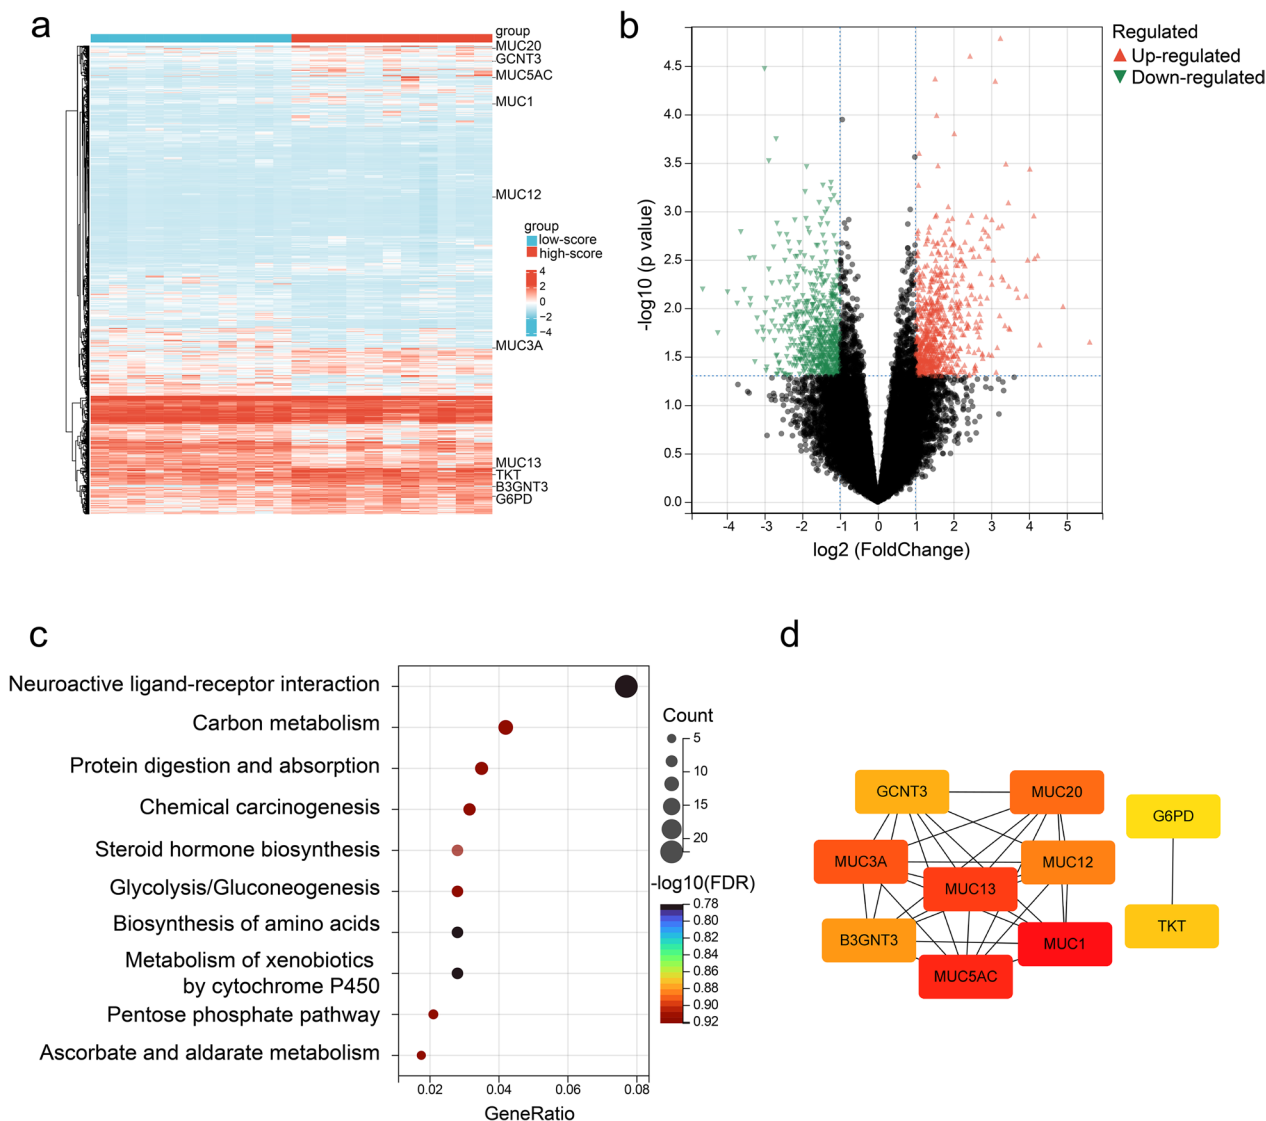 a
group
MUC20
GCNT3
MUC5AC
MUC1
MUC12
MUC3A
MUC13
TKT
B3GNT3
G6PD
group
low-score
high-score
4
2
0
−2
−4
b
-log10 (p value)
4.5
4.0
3.5
3.0
2.5
2.0
1.5
1.0
0.5
0.0
-4
-3
-2
-1
0
1
2
3
4
5
log2 (FoldChange)
Regulated
Up-regulated
Down-regulated
c
Neuroactive ligand-receptor interaction
Carbon metabolism
Protein digestion and absorption
Chemical carcinogenesis
Steroid hormone biosynthesis
Glycolysis/Gluconeogenesis
Biosynthesis of amino acids
Metabolism of xenobiotics
by cytochrome P450
Pentose phosphate pathway
Ascorbate and aldarate metabolism
0.02
0.04
0.06
0.08
GeneRatio
Count
5
10
15
20
-log10(FDR)
0.78
0.80
0.82
0.84
0.86
0.88
0.90
0.92
d
GCNT3
MUC20
G6PD
MUC3A
MUC12
MUC13
B3GNT3
MUC1
TKT
MUC5AC